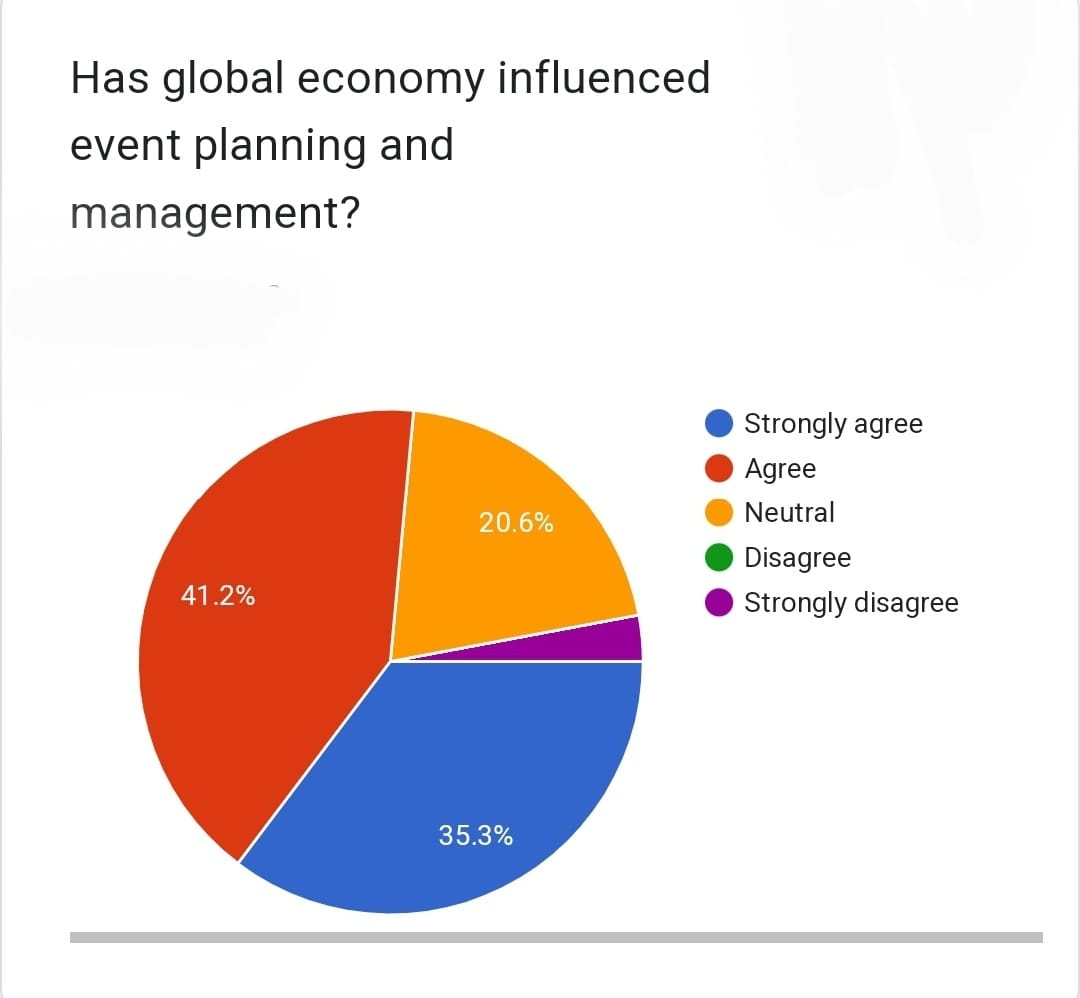 Has global economy influenced
event planning and
management?
Strongly agree
Agree
Neutral
Disagree
Strongly disagree
20.6%
41.2%
35.3%